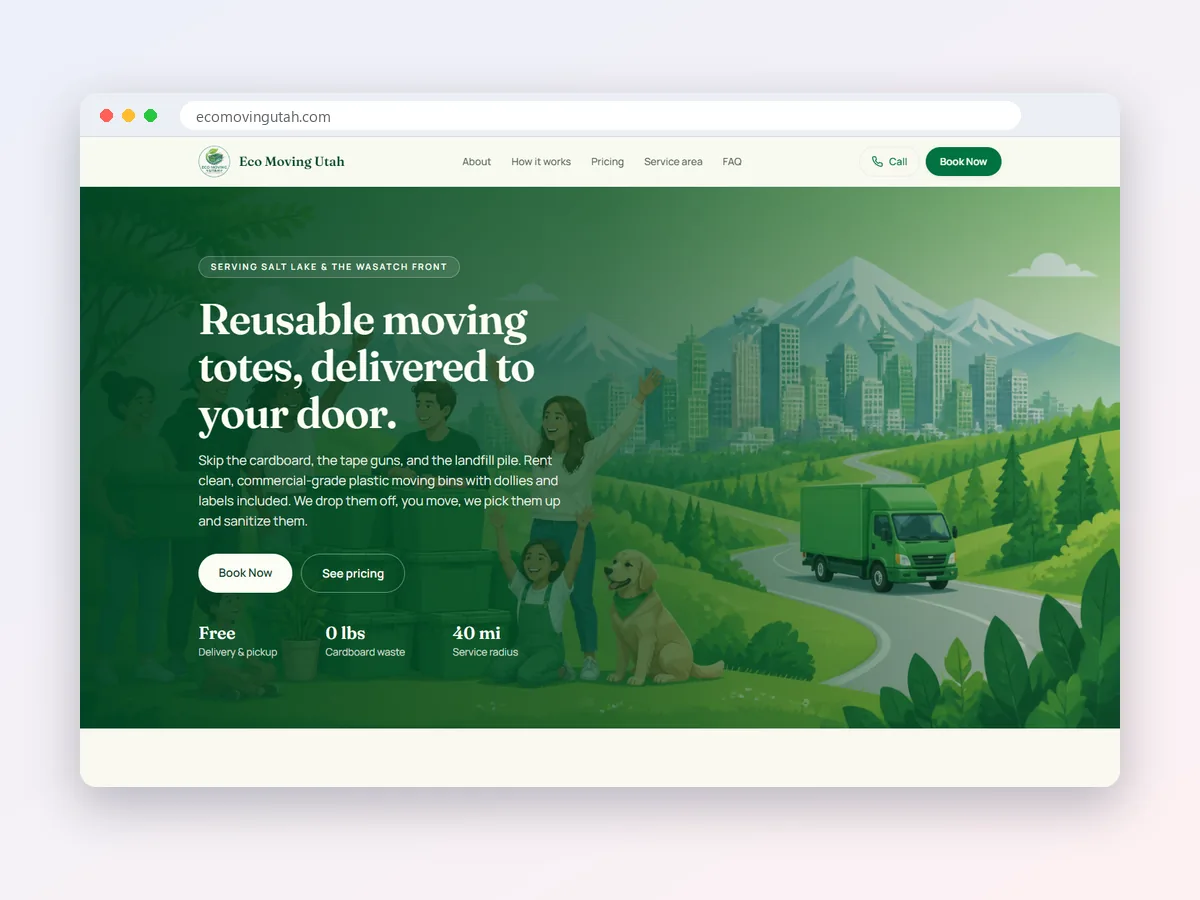 ecomovingutah.com
Eco Moving Utah
About
How it works
Pricing
Service area
FAQ
Call
Book Now
SERVING SALT LAKE & THE WASATCH FRONT
Reusable moving
totes, delivered to
your door.
Skip the cardboard, the tape guns, and the landfill pile. Rent
clean, commercial-grade plastic moving bins with dollies and
labels included. We drop them off, you move, we pick them up
and sanitize them.
Book Now
See pricing
Free
Delivery & pickup
0 lbs
Cardboard waste
40 mi
Service radius